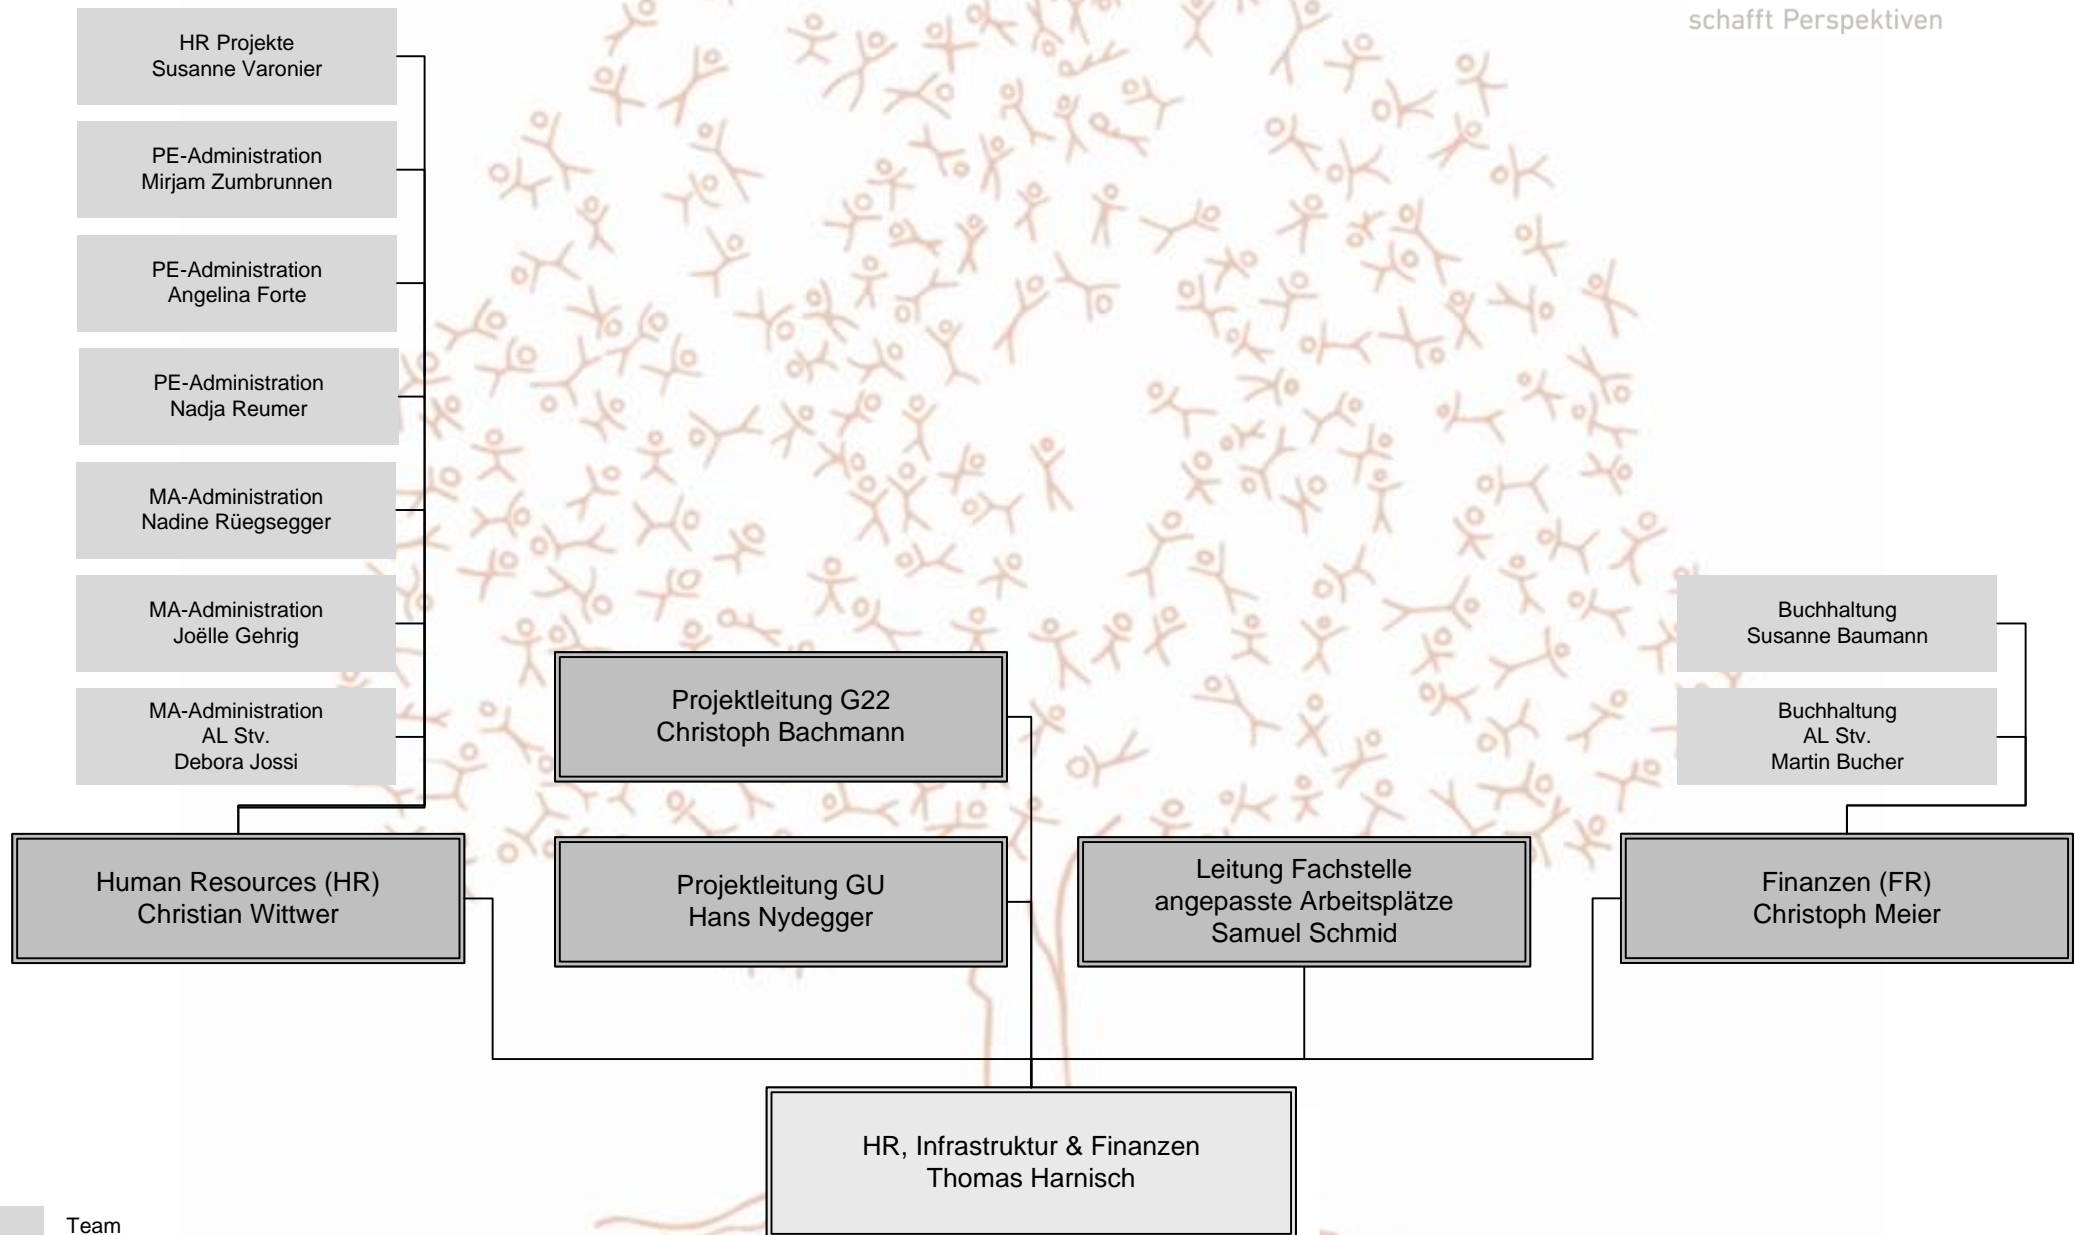 schafft Perspektiven
HR Projekte
Susanne Varonier
PE-Administration
Mirjam Zumbrunnen
PE-Administration
Angelina Forte
PE-Administration
Nadja Reumer
MA-Administration
Nadine Rüegsegger
MA-Administration
Joëlle Gehrig
MA-Administration
AL Stv.
Debora Jossi
Buchhaltung
Susanne Baumann
Buchhaltung
AL Stv.
Martin Bucher
Projektleitung G22
Christoph Bachmann
Human Resources (HR)
Christian Wittwer
Projektleitung GU
Hans Nydegger
Leitung Fachstelle
angepasste Arbeitsplätze
Samuel Schmid
Finanzen (FR)
Christoph Meier
HR, Infrastruktur & Finanzen
Thomas Harnisch
Team